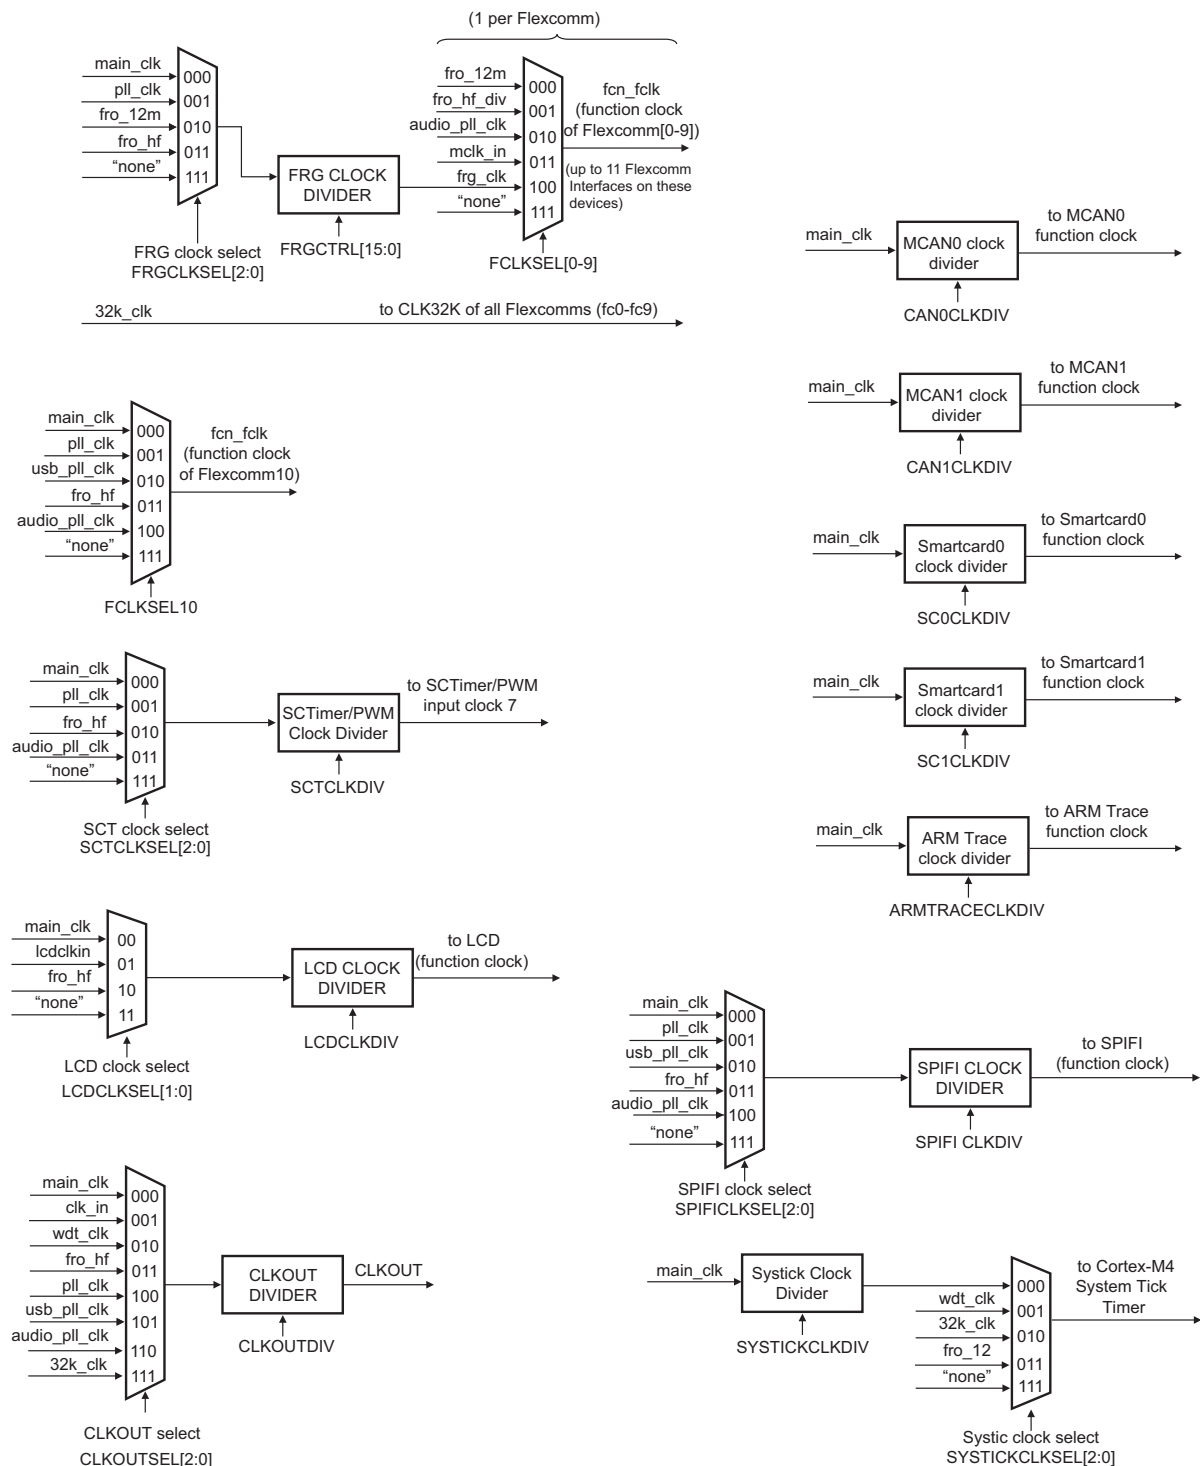 (1 per Flexcomm)
main_clk
000
pll_clk
001
fro_12m
010
fro_hf
011
“none”
111
FRG clock select
FRGCLKSEL[2:0]
FRG CLOCK
DIVIDER
FRGCTRL[15:0]
fro_12m
000
fro_hf_div
001
audio_pll_clk
010
mclk_in
011
frg_clk
100
“none”
111
FCLKSEL[0-9]
fcn_fclk
(function clock
of Flexcomm[0-9])
(up to 11 Flexcomm
Interfaces on these
devices)
32k_clk
to CLK32K of all Flexcomms (fc0-fc9)
main_clk
MCAN0 clock
divider
CAN0CLKDIV
to MCAN0
function clock
main_clk
MCAN1 clock
divider
CAN1CLKDIV
to MCAN1
function clock
main_clk
000
pll_clk
001
usb_pll_clk
010
fro_hf
011
audio_pll_clk
100
“none”
111
FCLKSEL10
fcn_fclk
(function clock
of Flexcomm10)
main_clk
Smartcard0
clock divider
SC0CLKDIV
to Smartcard0
function clock
main_clk
000
pll_clk
001
fro_hf
010
audio_pll_clk
011
“none”
111
SCT clock select
SCTCLKSEL[2:0]
SCTimer/PWM
Clock Divider
SCTCLKDIV
to SCTimer/PWM
input clock 7
main_clk
Smartcard1
clock divider
SC1CLKDIV
to Smartcard1
function clock
main_clk
ARM Trace
clock divider
ARMTRACECLKDIV
to ARM Trace
function clock
main_clk
00
lcdclkin
01
fro_hf
10
“none”
11
LCD clock select
LCDCLKSEL[1:0]
LCD CLOCK
DIVIDER
LCDCLKDIV
to LCD
(function clock)
main_clk
000
pll_clk
001
usb_pll_clk
010
fro_hf
011
audio_pll_clk
100
“none”
111
SPIFI clock select
SPIFICLKSEL[2:0]
SPIFI CLOCK
DIVIDER
SPIFI CLKDIV
to SPIFI
(function clock)
main_clk
000
clk_in
001
wdt_clk
010
fro_hf
011
pll_clk
100
usb_pll_clk
101
audio_pll_clk
110
32k_clk
111
CLKOUT select
CLKOUTSEL[2:0]
CLKOUT
DIVIDER
CLKOUTDIV
CLKOUT
main_clk
Systick Clock
Divider
SYSTICKCLKDIV
000
wdt_clk
001
32k_clk
010
fro_12
011
“none”
111
Systic clock select
SYSTICKCLKSEL[2:0]
to Cortex-M4
System Tick
Timer